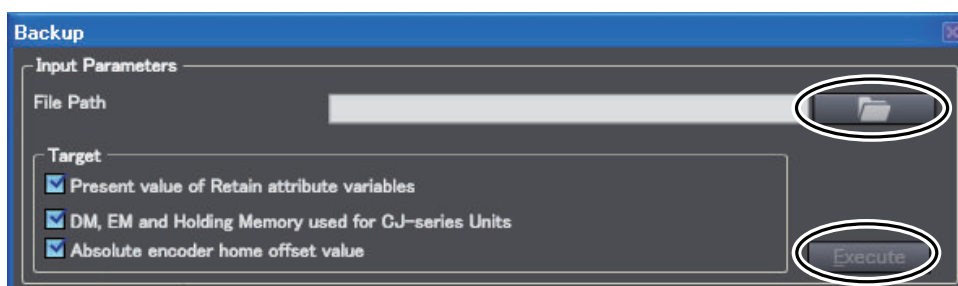 Backup
Input Parameters
File Path
Target
Present value of Retain attribute variables
DM, EM and Holding Memory used for CJ-series Units
Absolute encoder home offset value
Execute